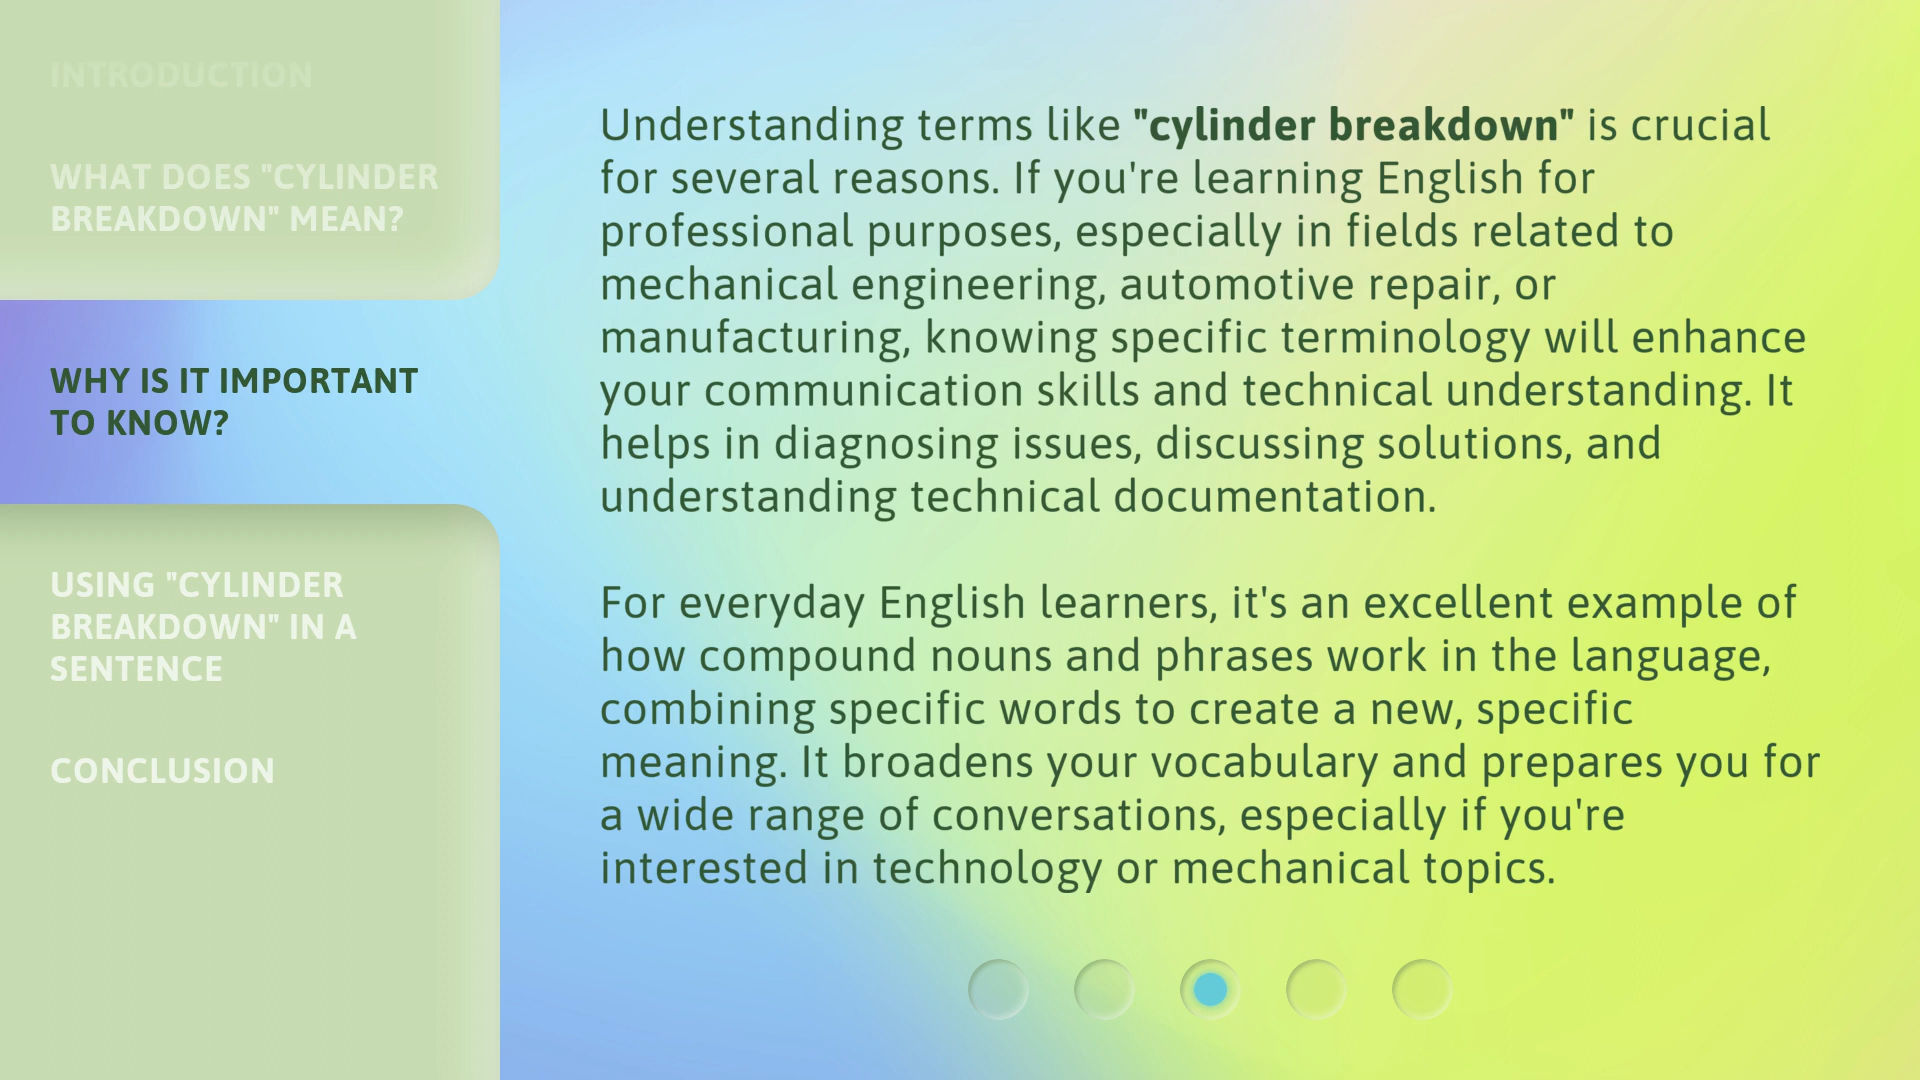 INTRODUCTION
WHAT DOES "CYLINDER
BREAKDOWN" MEAN?
WHY IS IT IMPORTANT
TO KNOW?
USING "CYLINDER
BREAKDOWN" IN A
SENTENCE
CONCLUSION
Understanding terms like "cylinder breakdown" is crucial
for several reasons. If you're learning English for
professional purposes, especially in fields related to
mechanical engineering, automotive repair, or
manufacturing, knowing specific terminology will enhance
your communication skills and technical understanding. It
helps in diagnosing issues, discussing solutions, and
understanding technical documentation.
For everyday English learners, it's an excellent example of
how compound nouns and phrases work in the language,
combining specific words to create a new, specific
meaning. It broadens your vocabulary and prepares you for
a wide range of conversations, especially if you're
interested in technology or mechanical topics.